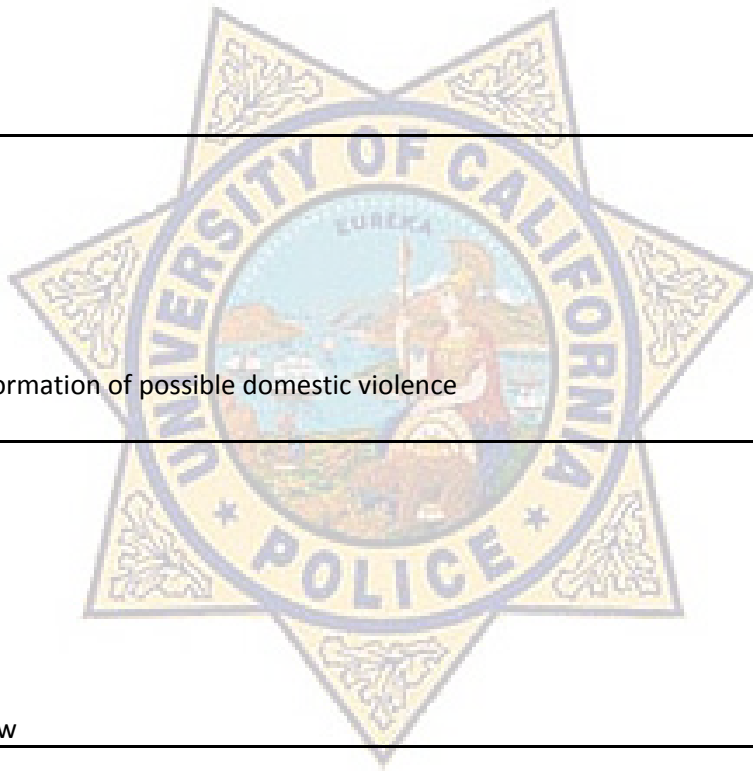 UNIVERSITY OF CALIFORNIA
EUREKA
ormation of possible domestic violence
POLICE
w